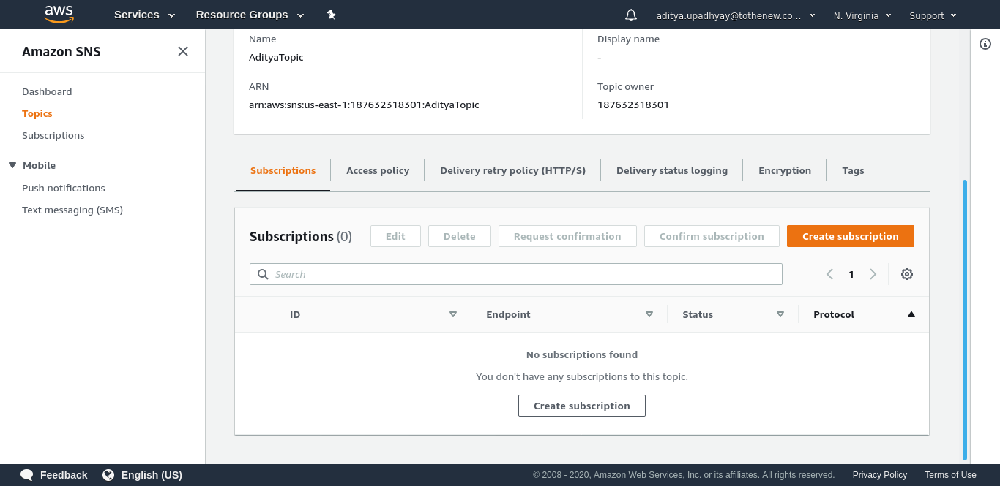 aws
Services
Resource Groups
aditya.upadhyay@tothenew.co...
N. Virginia
Support
Amazon SNS
Dashboard
Topics
Subscriptions
Mobile
Push notifications
Text messaging (SMS)
Name
AdityaTopic
Display name
-
ARN
arn:aws:sns:us-east-1:187632318301:AdityaTopic
Topic owner
187632318301
Subscriptions
Access policy
Delivery retry policy (HTTP/S)
Delivery status logging
Encryption
Tags
Subscriptions (0)
Edit
Delete
Request confirmation
Confirm subscription
Create subscription
Search
1
ID
Endpoint
Status
Protocol
No subscriptions found
You don't have any subscriptions to this topic.
Create subscription
Feedback
English (US)
© 2008 - 2020, Amazon Web Services, Inc. or its affiliates. All rights reserved.
Privacy Policy
Terms of Use